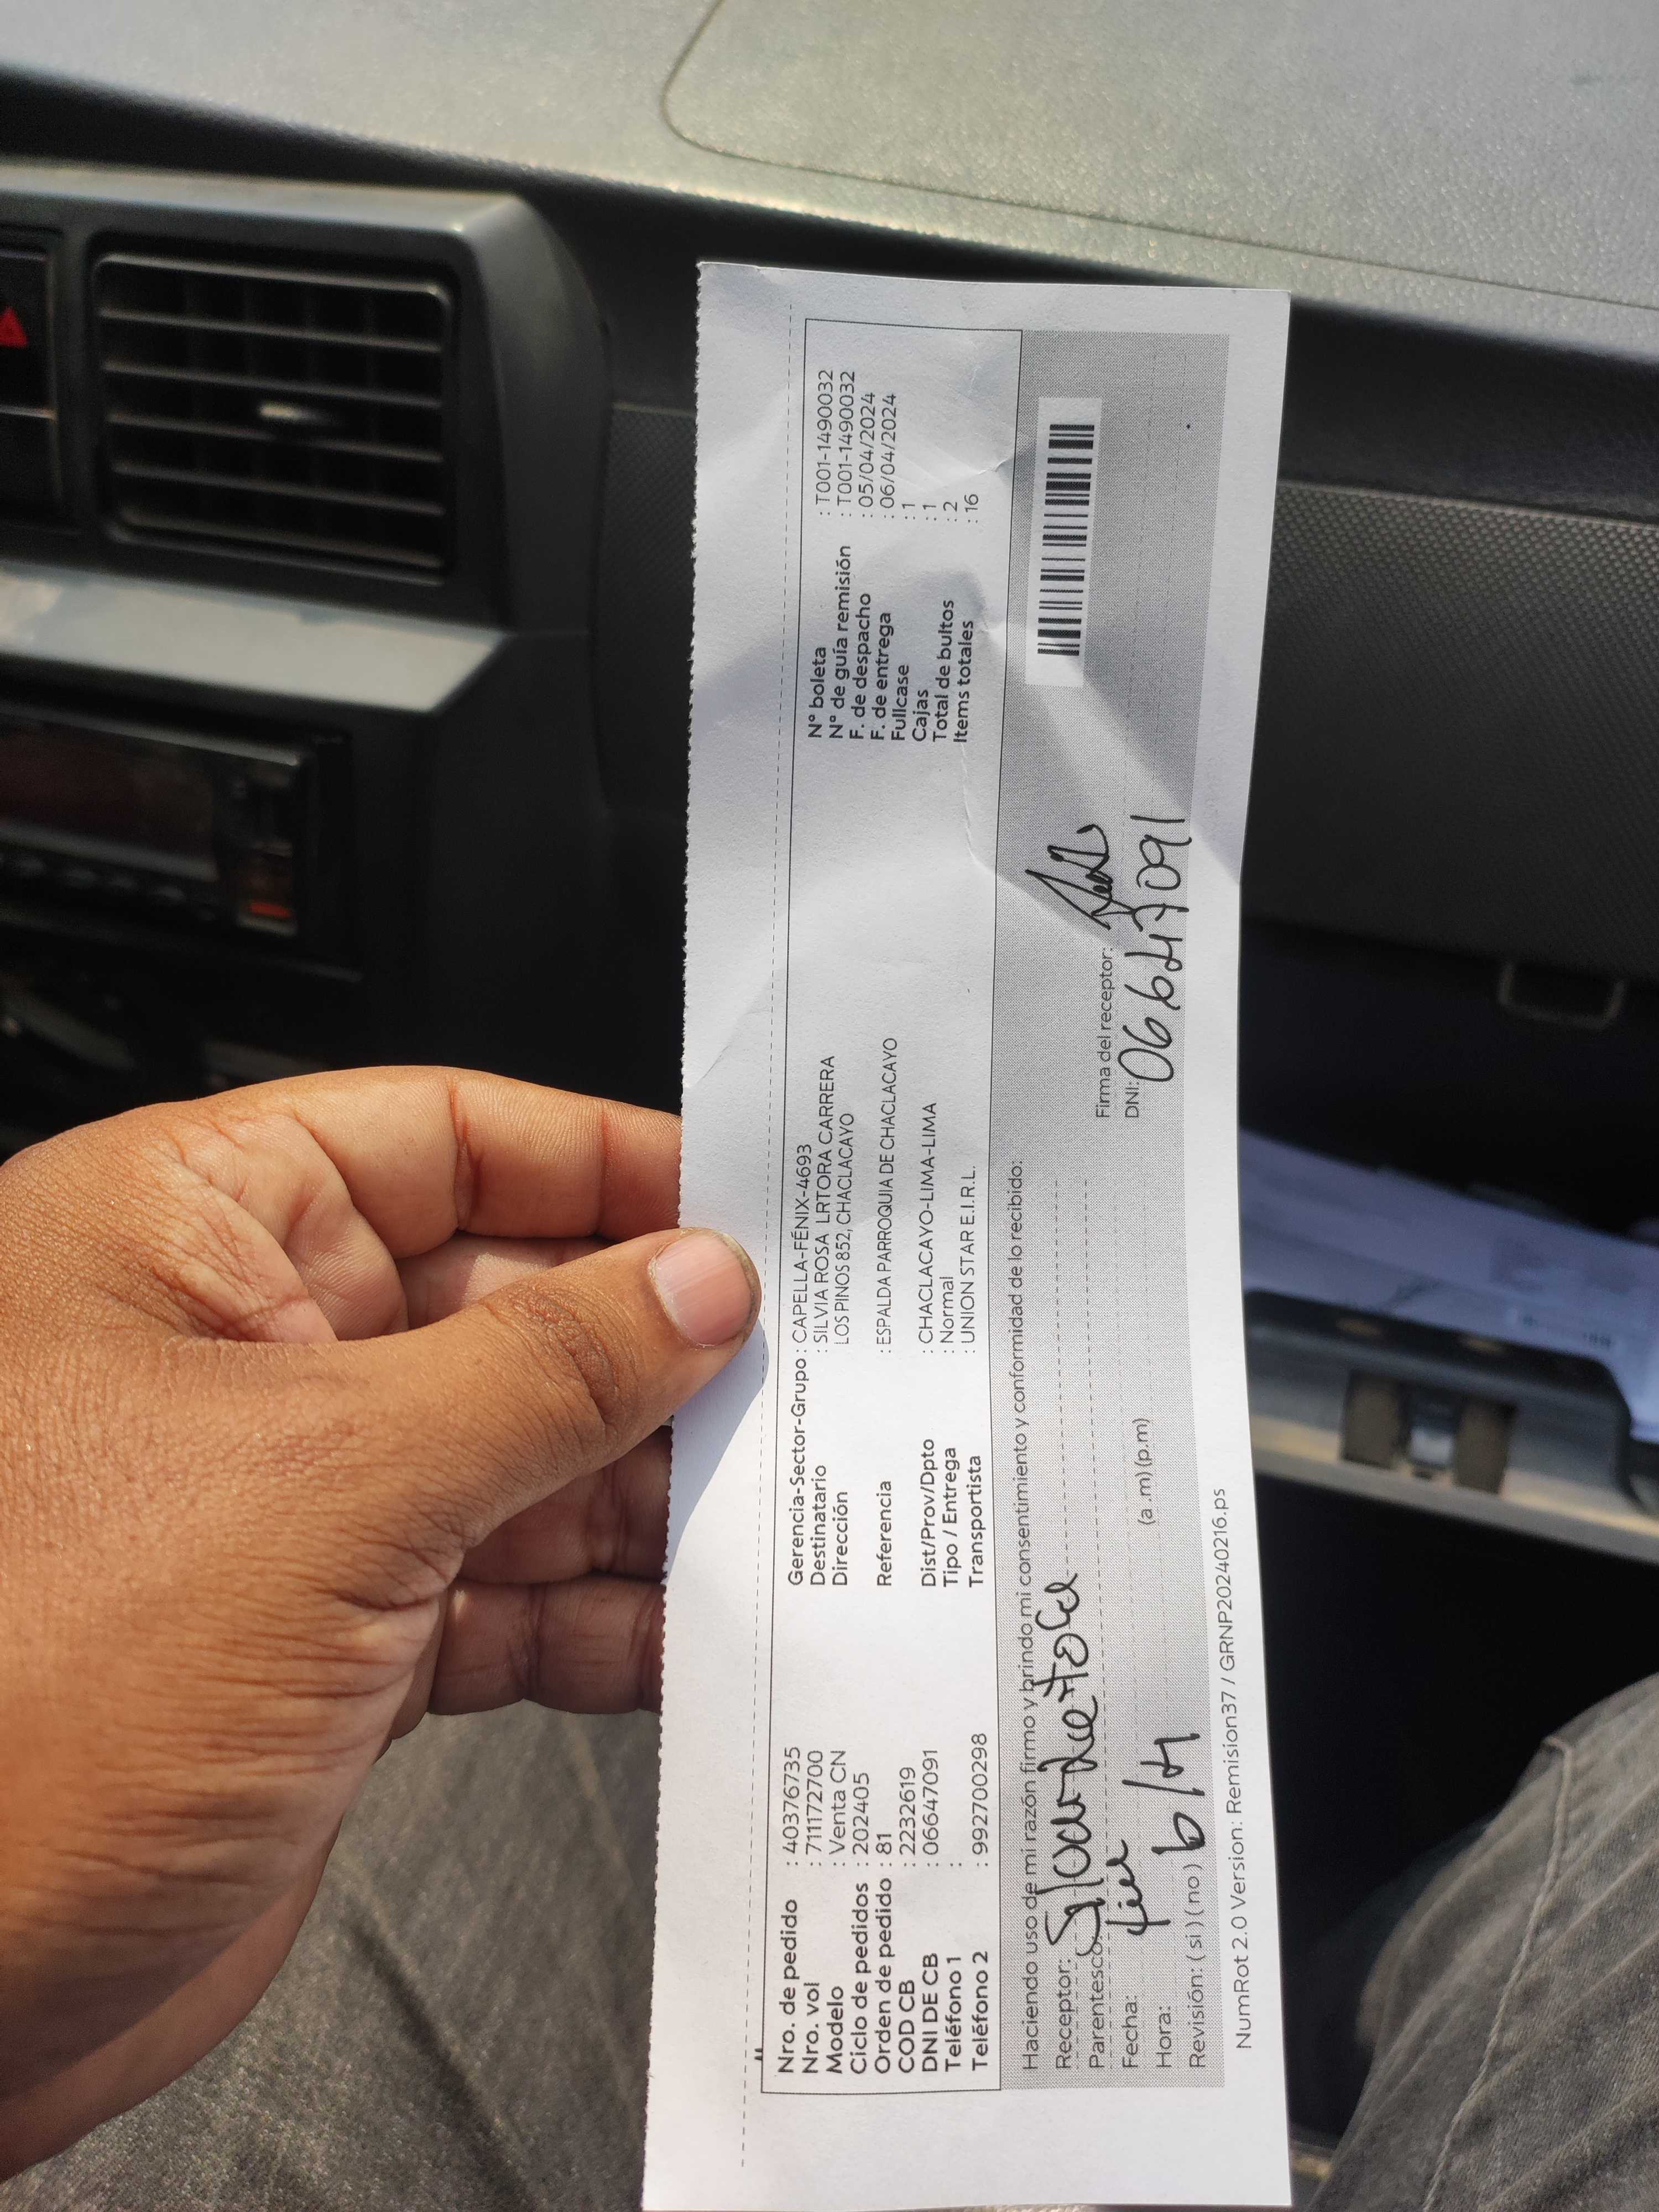 Nro. de pedido : 40376735
Nro. vol : 7111727700
Modelo : Venta CN
Ciclo de pedidos : 202405
Orden de pedido : 81
COD CB : 2232619
DNI DE CB : 06647091
Teléfono 1 :
Teléfono 2 : 992700298
Gerencia-Sector-Grupo : CAPELLA-FÉNIX-4693
Destinatario : SILVIA ROSA LRTORA CARRERA
Dirección LOS PINOS 852, CHACLACAYO
Referencia : ESPALDA PARROQUIA DE CHACLACAYO
Dist/Prov/Dpto : CHACLACAYO-LIMA-LIMA
Tipo / Entrega : Normal
Transportista : UNION STAR E.I.R.L.
N° boleta : T001-1490032
N° de guía remisión : T001-1490032
F. de despacho : 05/04/2024
F. de entrega : 06/04/2024
Fullcase : 1
Cajas : 1
Total de bultos : 2
Items totales : 16
Haciendo uso de mi razón firmo y brindo mi consentimiento y conformidad de lo recibido:
Receptor:
Parentesco:
Fecha: 6/4
Hora: (a.m) (p.m)
Revisión: ( si ) ( no )
Firma del receptor:
DNI: 06647091
NumRot 2.0 Version: Remision37 / GRNP20240216.ps